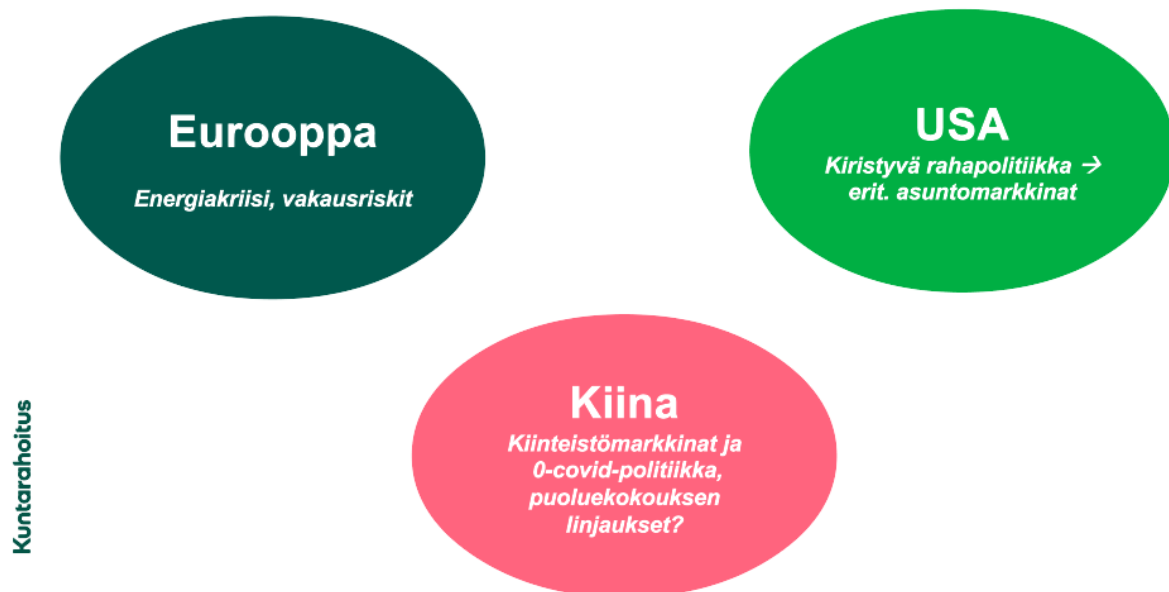 Eurooppa
Energiakriisi, vakausriskit
USA
Kiristyvä rahapolitiikka →
erit. asuntomarkkinat
Kiina
Kiinteistömarkkinat ja
0-covid-politiikka,
puoluekokouksen
linjaukset?
Kuntarahoitus